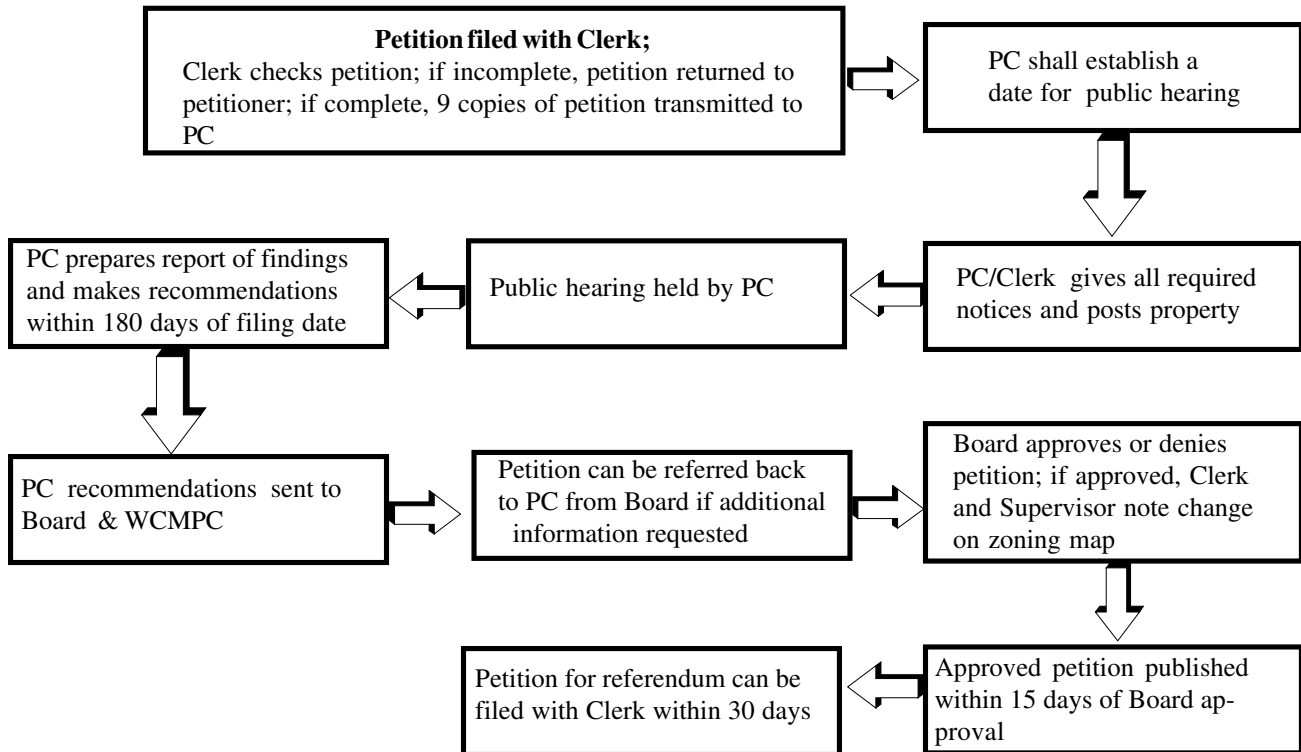 Petition filed with Clerk;
Clerk checks petition; if incomplete, petition returned to
petitioner; if complete, 9 copies of petition transmitted to
PC
PC shall establish a
date for public hearing
PC/Clerk gives all required
notices and posts property
Public hearing held by PC
PC prepares report of findings
and makes recommendations
within 180 days of filing date
PC recommendations sent to
Board & WCMPC
Petition can be referred back
to PC from Board if additional
information requested
Board approves or denies
petition; if approved, Clerk
and Supervisor note change
on zoning map
Approved petition published
within 15 days of Board ap-
proval
Petition for referendum can be
filed with Clerk within 30 days